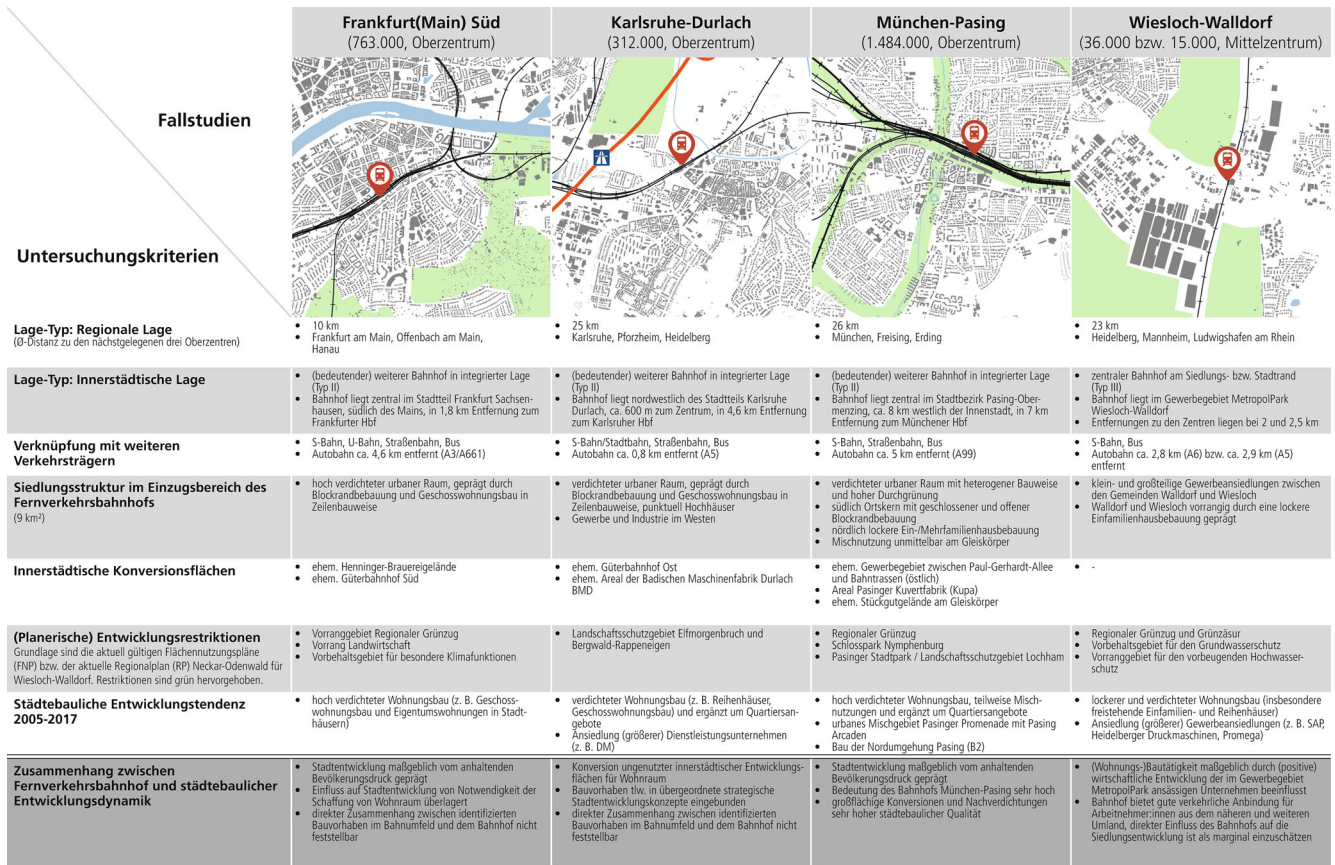 Frankfurt(Main) Süd
(763.000, Oberzentrum)
Karlsruhe-Durlach
(312.000, Oberzentrum)
München-Pasing
(1.484.000, Oberzentrum)
Wiesloch-Walldorf
(36.000 bzw. 15.000, Mittelzentrum)
Fallstudien
Untersuchungskriterien
Lage-Typ: Regionale Lage
(Ø-Distanz zu den nächstgelegenen drei Oberzentren)
• 10 km
• Frankfurt am Main, Offenbach am Main,
Hanau
• 25 km
• Karlsruhe, Pforzheim, Heidelberg
• 26 km
• München, Freising, Erding
• 23 km
• Heidelberg, Mannheim, Ludwigshafen am Rhein
Lage-Typ: Innerstädtische Lage
• (bedeutender) weiterer Bahnhof in integrierter Lage
(Typ II)
• Bahnhof liegt zentral im Stadtteil Frankfurt Sachsen-
hausen, südlich des Mains, in 1,8 km Entfernung zum
Frankfurter Hbf
• (bedeutender) weiterer Bahnhof in integrierter Lage
(Typ II)
• Bahnhof liegt nordwestlich des Stadtteils Karlsruhe
Durlach, ca. 600 m zum Zentrum, in 4,6 km Entfernung
zum Karlsruher Hbf
• (bedeutender) weiterer Bahnhof in integrierter Lage
(Typ II)
• Bahnhof liegt zentral im Stadtbezirk Pasing-Ober-
menzing, ca. 8 km westlich der Innenstadt, in 7 km
Entfernung zum Münchener Hbf
• zentraler Bahnhof am Siedlungs- bzw. Stadtrand
(Typ III)
• Bahnhof liegt im Gewerbegebiet MetropolPark
Wiesloch-Walldorf
• Entfernungen zu den Zentren liegen bei 2 und 2,5 km
Verknüpfung mit weiteren
Verkehrsträgern
• S-Bahn, U-Bahn, Straßenbahn, Bus
• Autobahn ca. 4,6 km entfernt (A3/A661)
• S-Bahn/Stadtbahn, Straßenbahn, Bus
• Autobahn ca. 0,8 km entfernt (A5)
• S-Bahn, Straßenbahn, Bus
• Autobahn ca. 5 km entfernt (A99)
• S-Bahn, Bus
• Autobahn ca. 2,8 km (A6) bzw. ca. 2,9 km (A5)
entfernt
Siedlungsstruktur im Einzugsbereich des
Fernverkehrsbahnhofs
(9 km²)
• hoch verdichteter urbaner Raum, geprägt durch
Blockrandbebauung und Geschosswohnungsbau in
Zeilenbauweise
• verdichteter urbaner Raum, geprägt durch
Blockrandbebauung und Geschosswohnungsbau in
Zeilenbauweise, punktuell Hochhäuser
• Gewerbe und Industrie im Westen
• verdichteter urbaner Raum mit heterogener Bauweise
und hoher Durchgrünung
• südlich Ortskern mit geschlossener und offener
Blockrandbebauung
• nördlich lockere Ein-/Mehrfamilienhausbebauung
• Mischnutzung unmittelbar am Gleiskörper
• klein- und großteilige Gewerbeansiedlungen zwischen
den Gemeinden Walldorf und Wiesloch
• Walldorf und Wiesloch vorrangig durch eine lockere
Einfamilienhausbebauung geprägt
Innerstädtische Konversionsflächen
• ehem. Henninger-Brauereigelände
• ehem. Güterbahnhof Süd
• ehem. Güterbahnhof Ost
• ehem. Areal der Badischen Maschinenfabrik Durlach
BMD
• ehem. Gewerbegebiet zwischen Paul-Gerhardt-Allee
und Bahntrassen (östlich)
• Areal Pasinger Kuvertfabrik (Kupa)
• ehem. Stückgutgelände am Gleiskörper
• -
(Planerische) Entwicklungsrestriktionen
Grundlage sind die aktuell gültigen Flächennutzungspläne
(FNP) bzw. der aktuelle Regionalplan (RP) Neckar-Odenwald für
Wiesloch-Walldorf. Restriktionen sind grün hervorgehoben.
• Vorranggebiet Regionaler Grünzug
• Vorrang Landwirtschaft
• Vorbehaltsgebiet für besondere Klimafunktionen
• Landschaftsschutzgebiet Elfmorgenbruch und
Bergwald-Rappeneigen
• Regionaler Grünzug
• Schlosspark Nymphenburg
• Pasinger Stadtpark / Landschaftsschutzgebiet Lochham
• Regionaler Grünzug und Grünzäsur
• Vorbehaltsgebiet für den Grundwasserschutz
• Vorranggebiet für den vorbeugenden Hochwasser-
schutz
Städtebauliche Entwicklungstendenz
2005-2017
• hoch verdichteter Wohnungsbau (z. B. Geschoss-
wohnungsbau und Eigentumswohnungen in Stadt-
häusern)
• verdichteter Wohnungsbau (z. B. Reihenhäuser,
Geschosswohnungsbau) und ergänzt um Quartiersan-
gebote
• Ansiedlung (größerer) Dienstleistungsunternehmen
(z. B. DM)
• hoch verdichteter Wohnungsbau, teilweise Misch-
nutzungen und ergänzt um Quartiersangebote
• urbanes Mischgebiet Pasinger Promenade mit Pasing
Arcaden
• Bau der Nordumgehung Pasing (B2)
• lockerer und verdichteter Wohnungsbau (insbesondere
freistehende Einfamilien- und Reihenhäuser)
• Ansiedlung (größerer) Gewerbeansiedlungen (z. B. SAP,
Heidelberger Druckmaschinen, Promega)
Zusammenhang zwischen
Fernverkehrsbahnhof und städtebaulicher
Entwicklungsdynamik
• Stadtentwicklung maßgeblich vom anhaltenden
Bevölkerungsdruck geprägt
• Einfluss auf Stadtentwicklung von Notwendigkeit der
Schaffung von Wohnraum überlagert
• direkter Zusammenhang zwischen identifizierten
Bauvorhaben im Bahnumfeld und dem Bahnhof nicht
feststellbar
• Konversion ungenutzter innerstädtischer Entwicklungs-
flächen für Wohnraum
• Bauvorhaben tlw. in übergeordnete strategische
Stadtentwicklungskonzepte eingebunden
• direkter Zusammenhang zwischen identifizierten
Bauvorhaben im Bahnumfeld und dem Bahnhof nicht
feststellbar
• Stadtentwicklung maßgeblich vom anhaltenden
Bevölkerungsdruck geprägt
• Bedeutung des Bahnhofs München-Pasing sehr hoch
• großflächige Konversionen und Nachverdichtungen
sehr hoher städtebaulicher Qualität
• (Wohnungs-)Bautätigkeit maßgeblich durch (positive)
wirtschaftliche Entwicklung der im Gewerbegebiet
MetropolPark ansässigen Unternehmen beeinflusst
• Bahnhof bietet gute verkehrliche Anbindung für
Arbeitnehmer:innen aus dem näheren und weiteren
Umland, direkter Einfluss des Bahnhofs auf die
Siedlungsentwicklung ist als marginal einzuschätzen